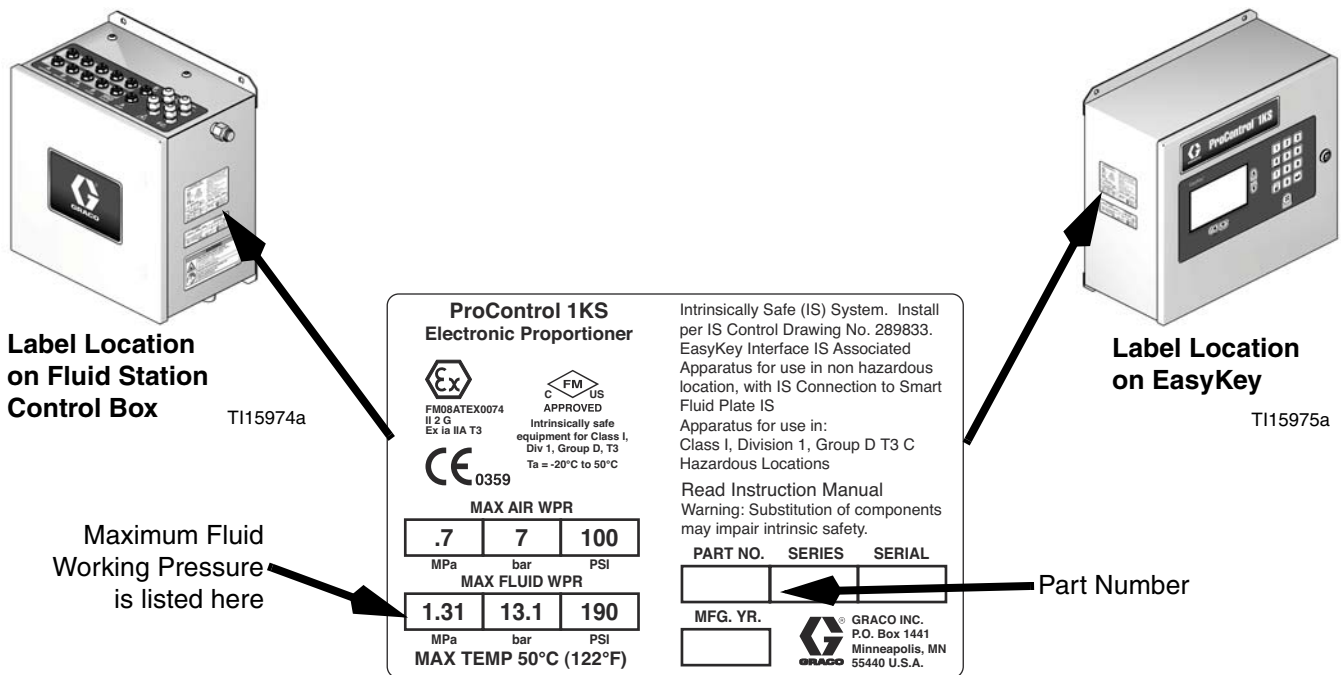 GRACO
ProControl 1KS
Label Location
on Fluid Station
Control Box
TI15974a
Label Location
on EasyKey
TI15975a
ProControl 1KS
Electronic Proportioner
Ex
FM08ATEX0074
II 2 G
Ex ia IIA T3
C FM US
APPROVED
Intrinsically safe
equipment for Class I,
Div 1, Group D, T3
Ta = -20°C to 50°C
CE 0359
MAX AIR WPR
.7 7 100
MPa bar PSI
MAX FLUID WPR
1.31 13.1 190
MPa bar PSI
MAX TEMP 50°C (122°F)
Intrinsically Safe (IS) System. Install
per IS Control Drawing No. 289833.
EasyKey Interface IS Associated
Apparatus for use in non hazardous
location, with IS Connection to Smart
Fluid Plate IS
Apparatus for use in:
Class I, Division 1, Group D T3 C
Hazardous Locations
Read Instruction Manual
Warning: Substitution of components
may impair intrinsic safety.
PART NO. SERIES SERIAL
MFG. YR.
GRACO
®
GRACO INC.
P.O. Box 1441
Minneapolis, MN
55440 U.S.A.
Maximum Fluid
Working Pressure
is listed here
Part Number